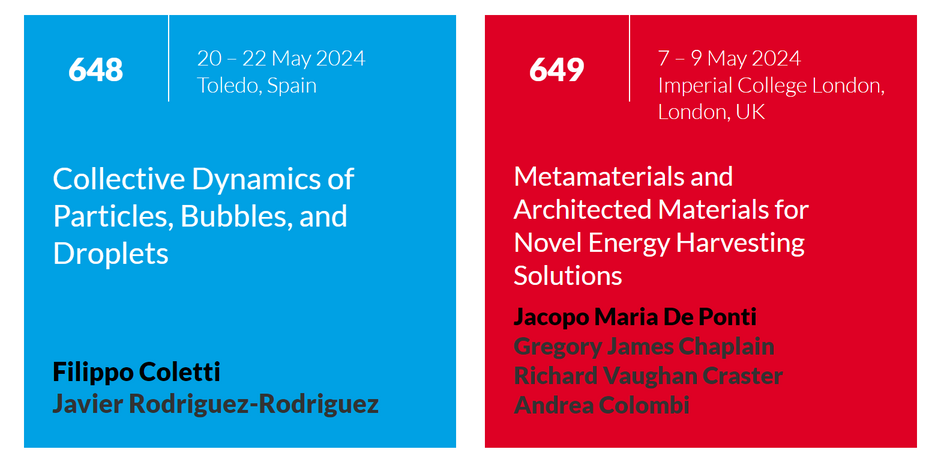 648
20 – 22 May 2024
Toledo, Spain
Collective Dynamics of
Particles, Bubbles, and
Droplets
Filippo Coletti
Javier Rodriguez-Rodriguez
649
7 – 9 May 2024
Imperial College London,
London, UK
Metamaterials and
Architected Materials for
Novel Energy Harvesting
Solutions
Jacopo Maria De Ponti
Gregory James Chaplain
Richard Vaughan Craster
Andrea Colombi